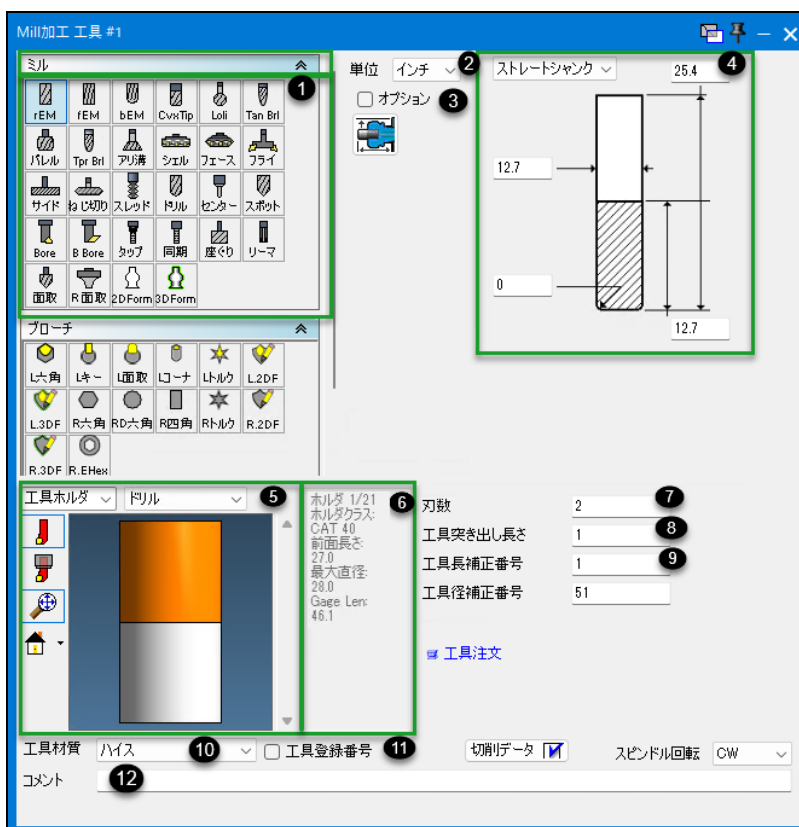 Mill加工 工具 #1
ミル
1
rEM fEM bEM CvxTip Loli Tan Brl
バレル Tpr Brl アリ溝 シェル フェース フライ
サイド ねじ切り スレッド ドリル センター スポット
Bore B Bore タップ 同期 座ぐり リーマ
面取 R面取 2DForm 3DForm
単位 インチ 2
オプション 3
ストレートシャンク 25.4 4
12.7
0
12.7
ブローチ
L六角 Lキー L面取 Lコーナ Lトルク L.2DF
L.3DF R六角 RD六角 R四角 Rトルク R.2DF
R.3DF R.EHex
工具ホルダ ドリル 5
ホルダ 1/21 6
ホルダクラス:
CAT 40
前面長さ:
27.0
最大直径:
28.0
Gage Len:
46.1
刃数 2 7
工具突き出し長さ 1 8
工具長補正番号 1 9
工具径補正番号 51
工具注文
工具材質 ハイス 10 工具登録番号 11 切削データ スピンドル回転 CW
コメント 12